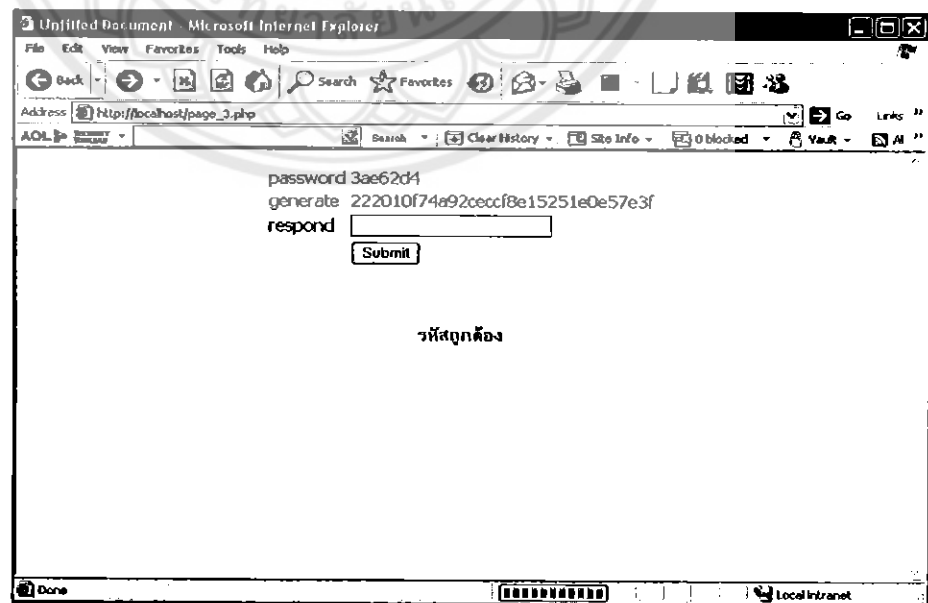 Untitled Document - Microsoft Internet Explorer
File Edit View Favorites Tools Help
Back Search Favorites
Address http://localhost/page_3.php Go Links »
AOL Search Clear History Site Info 0 blocked Vault AI »
password 3ae62d4
generate 222010f74a92ceccf8e15251e0e57e3f
respond
Submit
รหัสถูกต้อง
Done Local intranet